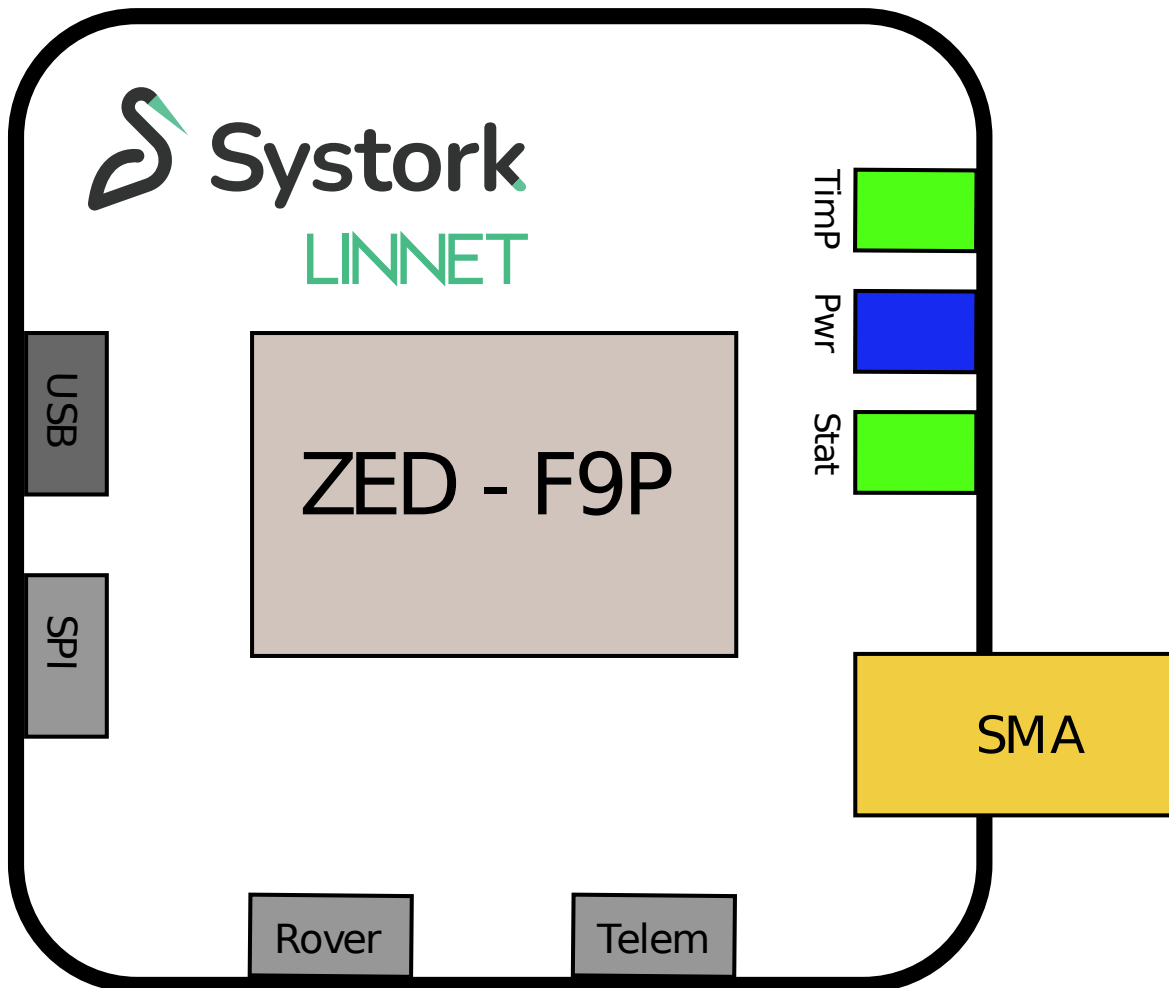 Systork
LINNET
TimP
Pwr
Stat
USB
ZED - F9P
SPI
SMA
Rover
Telem